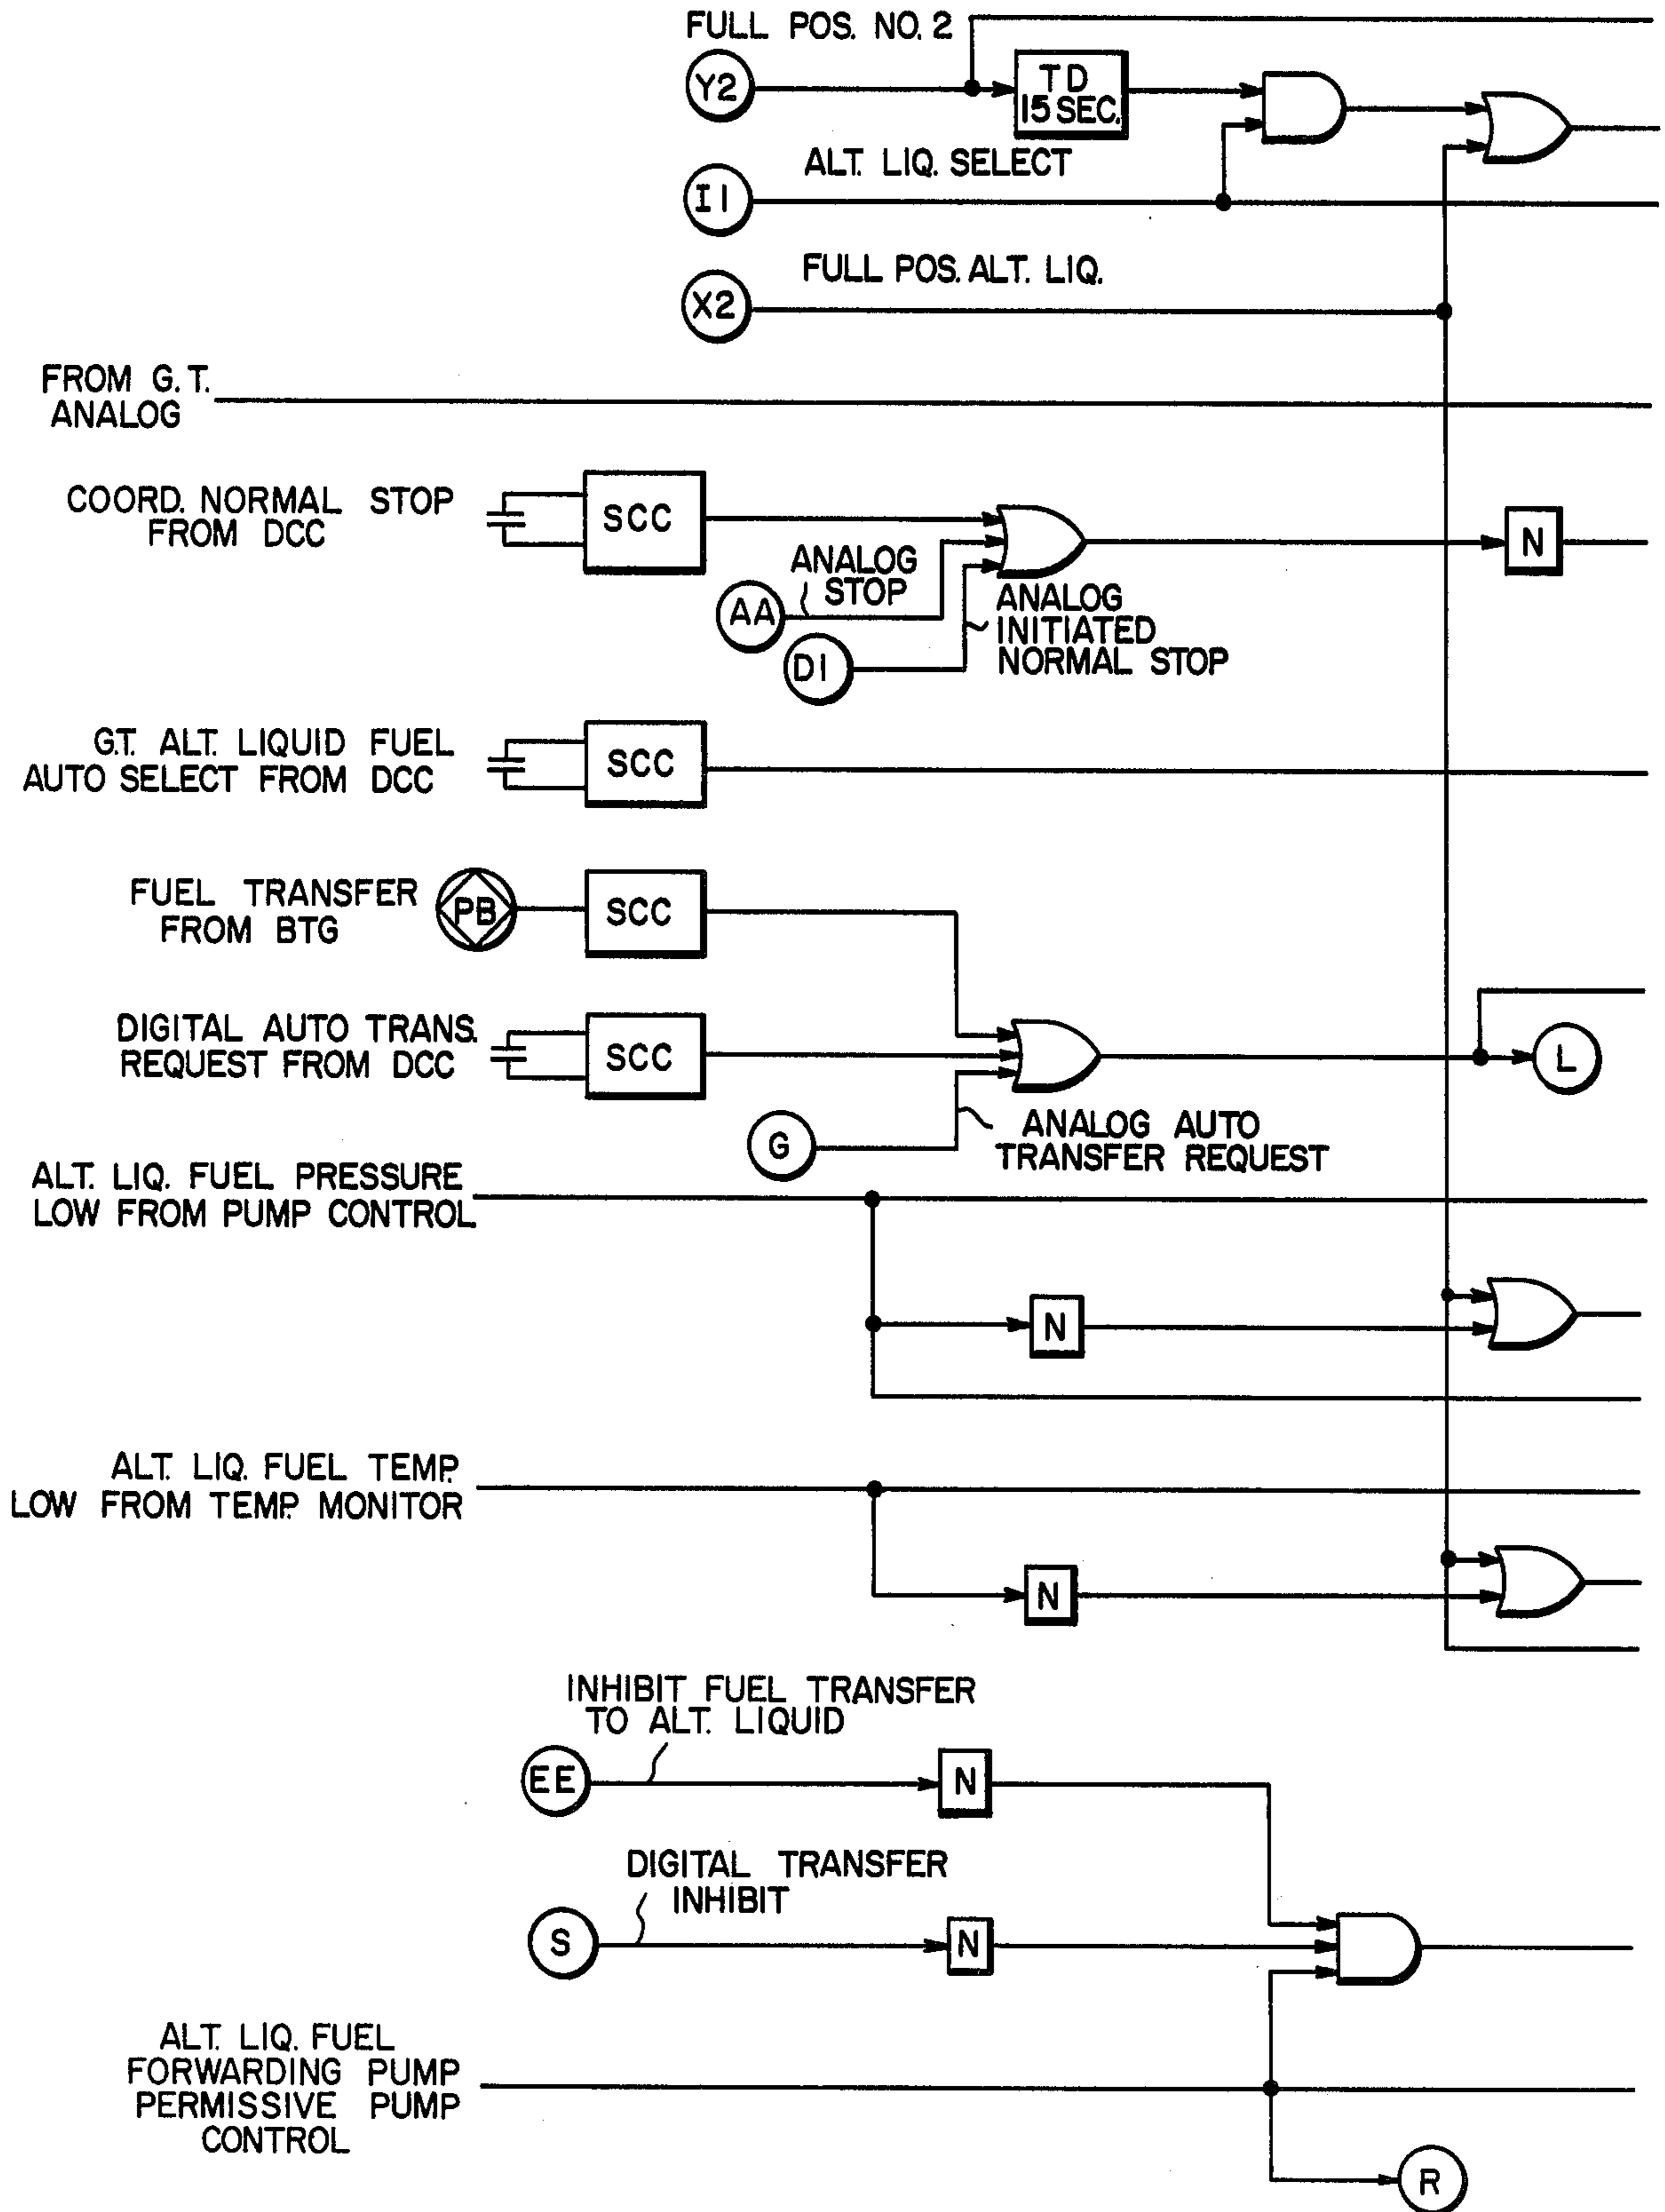 FULL POS. NO. 2
Y2
TD
15 SEC.
ALT. LIQ. SELECT
I1
FULL POS. ALT. LIQ.
X2
FROM G.T.
ANALOG
COORD. NORMAL STOP
FROM DCC
SCC
N
ANALOG
STOP
AA
ANALOG
INITIATED
NORMAL STOP
D1
G.T. ALT. LIQUID FUEL
AUTO SELECT FROM DCC
SCC
FUEL TRANSFER
FROM BTG
PB
SCC
DIGITAL AUTO TRANS.
REQUEST FROM DCC
SCC
L
G
ANALOG AUTO
TRANSFER REQUEST
ALT. LIQ. FUEL PRESSURE
LOW FROM PUMP CONTROL
N
ALT. LIQ. FUEL TEMP.
LOW FROM TEMP. MONITOR
N
INHIBIT FUEL TRANSFER
TO ALT. LIQUID
EE
N
DIGITAL TRANSFER
INHIBIT
S
N
ALT. LIQ. FUEL
FORWARDING PUMP
PERMISSIVE PUMP
CONTROL
R